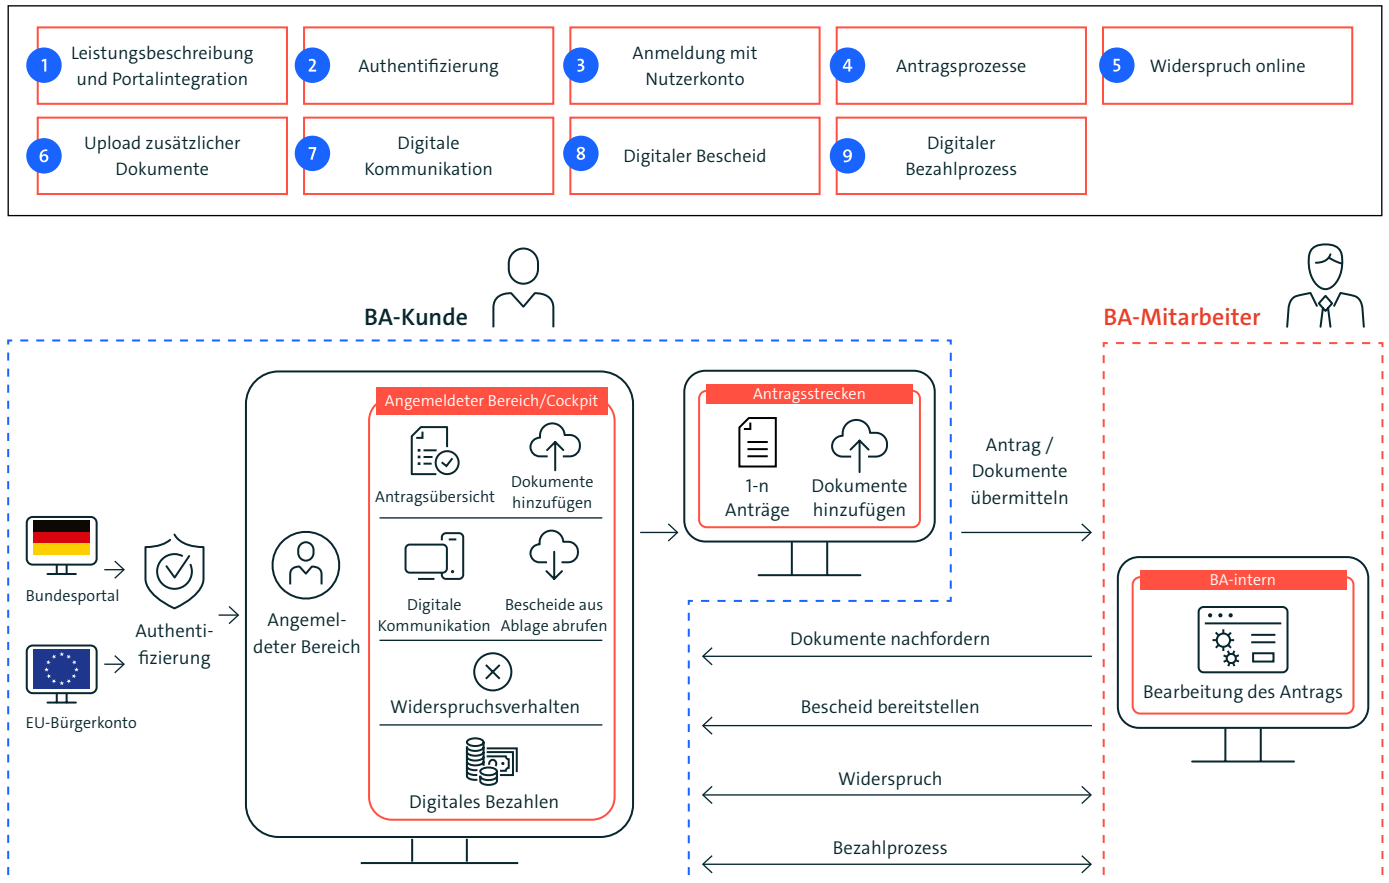 1
Leistungsbeschreibung
und Portalintegration
2
Authentifizierung
3
Anmeldung mit
Nutzerkonto
4
Antragsprozesse
5
Widerspruch online
6
Upload zusätzlicher
Dokumente
7
Digitale
Kommunikation
8
Digitaler Bescheid
9
Digitaler
Bezahlprozess
BA-Kunde
BA-Mitarbeiter
Bundesportal
EU-Bürgerkonto
Authenti-
fizierung
Angemel-
deter Bereich
Angemeldeter Bereich/Cockpit
Antragsübersicht
Dokumente
hinzufügen
Digitale
Kommunikation
Bescheide aus
Ablage abrufen
Widerspruchsverhalten
Digitales Bezahlen
Antragsstrecken
1-n
Anträge
Dokumente
hinzufügen
Antrag /
Dokumente
übermitteln
Dokumente nachfordern
Bescheid bereitstellen
Widerspruch
Bezahlprozess
BA-intern
Bearbeitung des Antrags